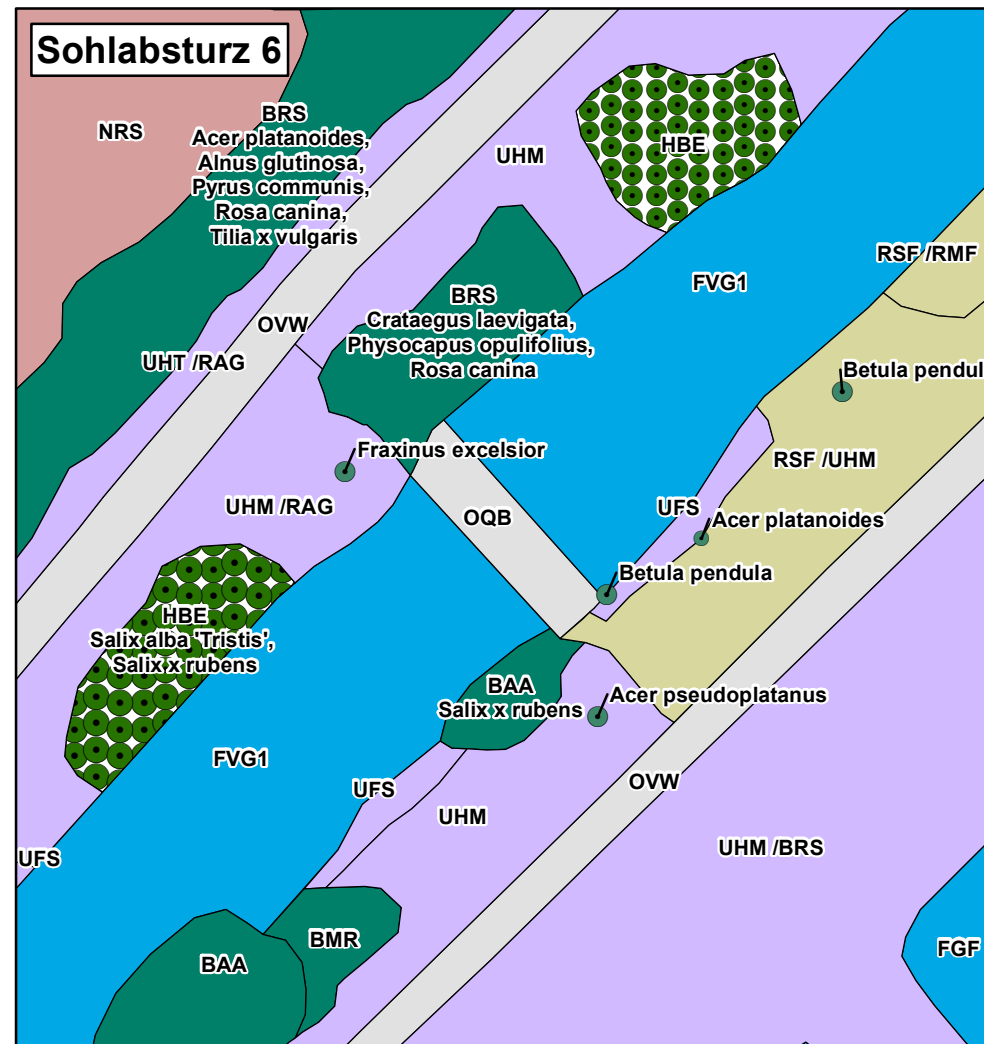 Sohlabsturz 6
NRS
BRS
Acer platanoides,
Alnus glutinosa,
Pyrus communis,
Rosa canina,
Tilia x vulgaris
UHM
HBE
RSF /RMF
FVG1
BRS
Crataegus laevigata,
Physocapus opulifolius,
Rosa canina
OVW
UHT /RAG
Betula pendul
Fraxinus excelsior
RSF /UHM
UHM /RAG
OQB
UFS
Acer platanoides
Betula pendula
HBE
Salix alba 'Tristis',
Salix x rubens
BAA
Salix x rubens
Acer pseudoplatanus
FVG1
OVW
UFS
UHM
UHM /BRS
UFS
BMR
BAA
FGF